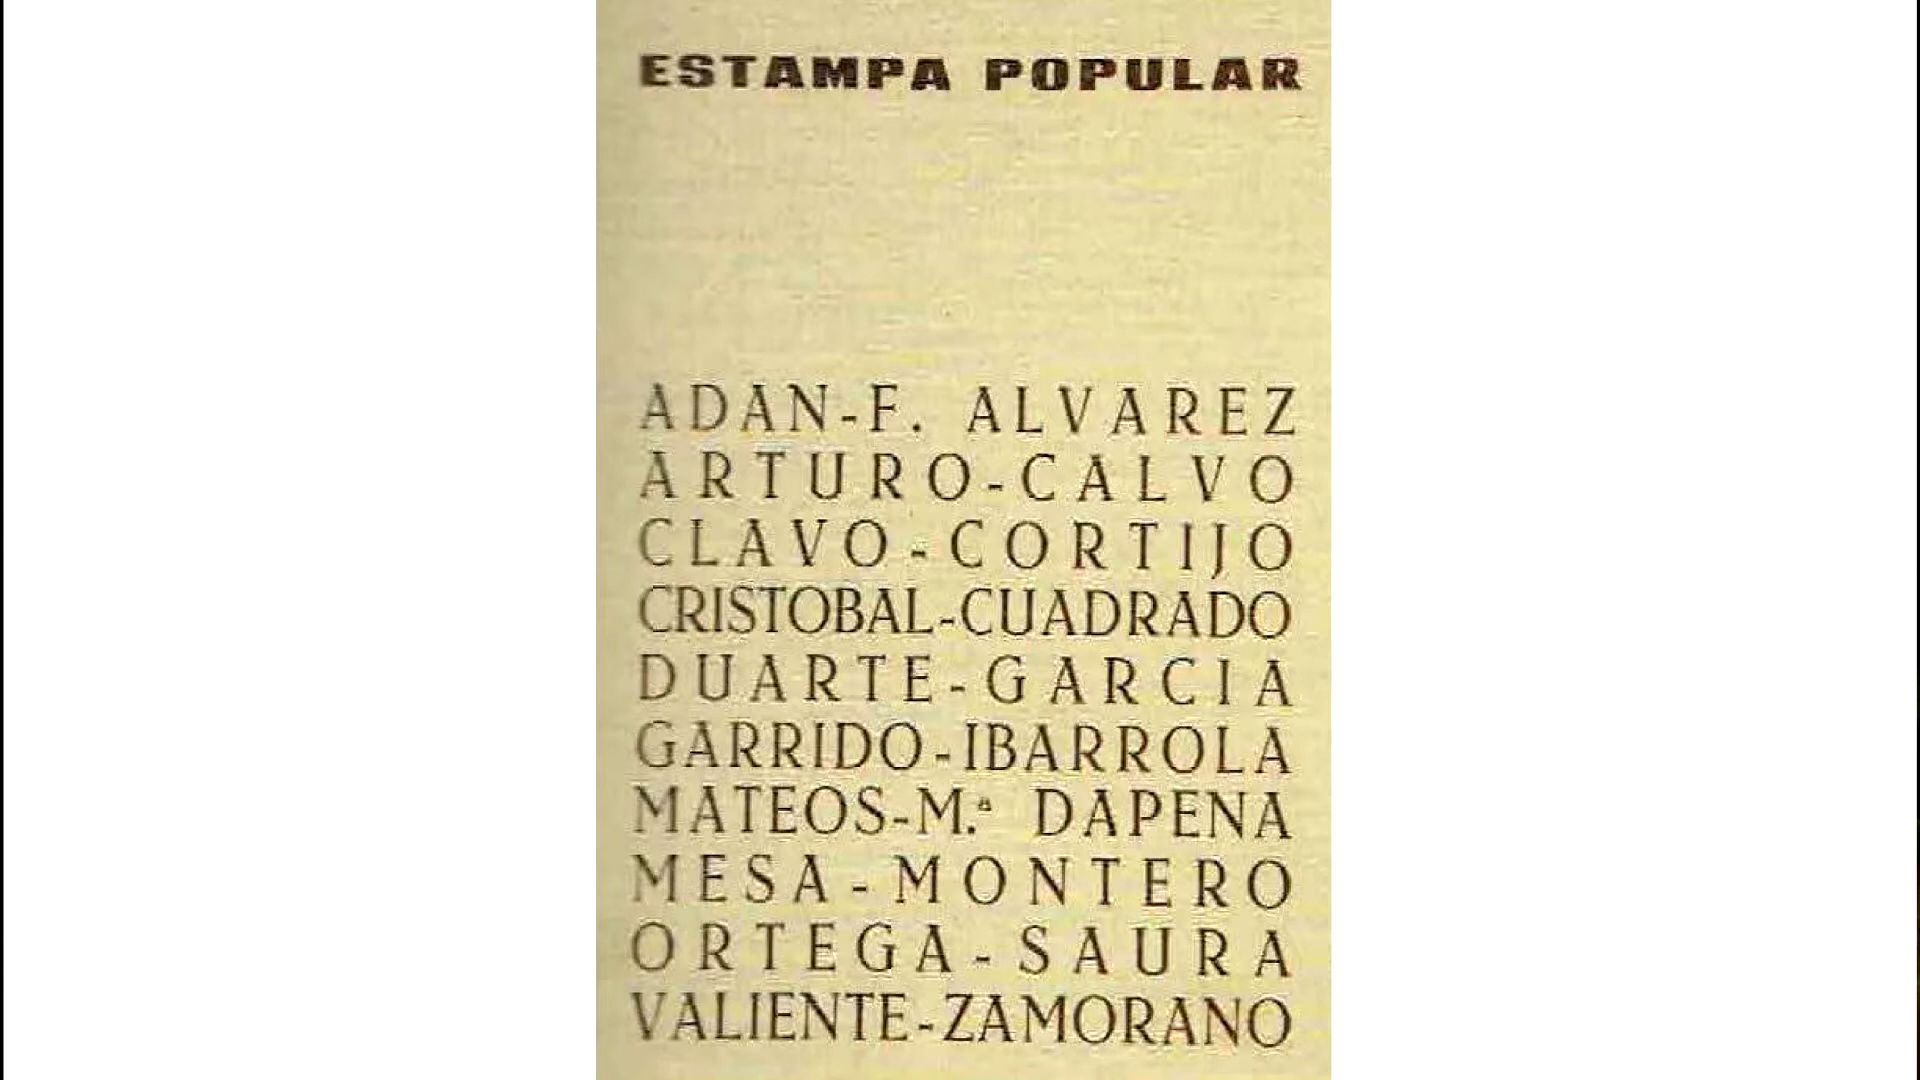 ESTAMPA POPULAR
ADAN-F. ALVAREZ
ARTURO-CALVO
CLAVO-CORTIJO
CRISTOBAL-CUADRADO
DUARTE-GARCIA
GARRIDO-IBARROLA
MATEOS-M.ª DAPENA
MESA-MONTERO
ORTEGA-SAURA
VALIENTE-ZAMORANO